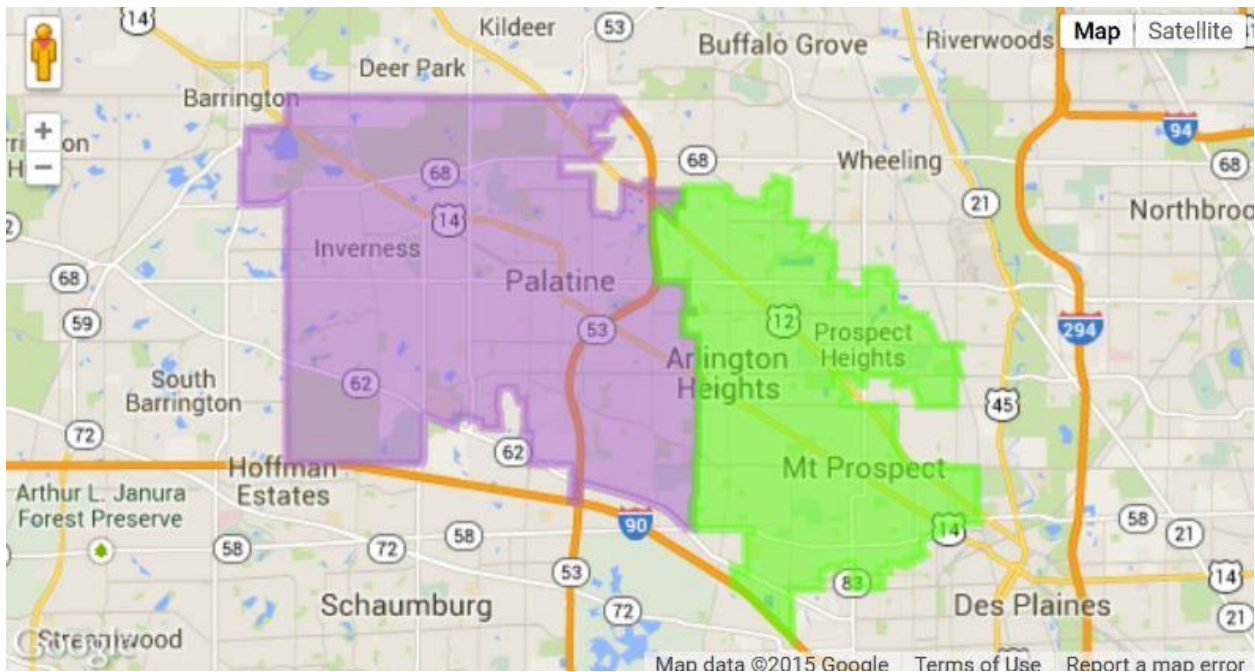 14
Kildeer
53
Buffalo Grove
Riverwoods
Map
Satellite
Deer Park
Barrington
+
94
−
68
Wheeling
68
68
21
14
Northbroo
Inverness
Palatine
68
68
59
53
12
Prospect
Heights
294
Arlington
Heights
62
South
Barrington
45
72
62
Hoffman
Estates
Mt Prospect
Arthur L. Janura
Forest Preserve
90
14
58
58
58
72
21
53
83
14
Schaumburg
72
Des Plaines
21
Streamwood
Google
Map data ©2015 Google
Terms of Use
Report a map error